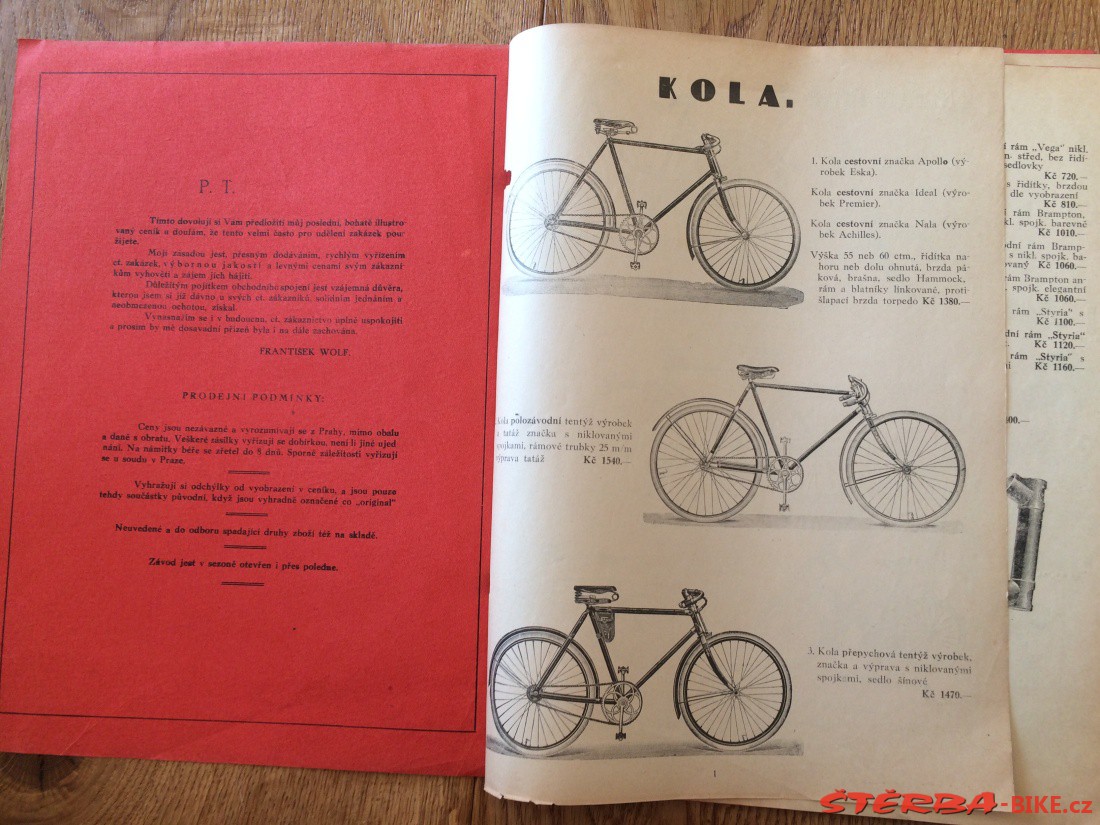 P. T.
Tímto dovoluji si Vám předložiti můj poslední, bohatě illustro-
vaný ceník a doufám, že tento velmi často pro udělení zakázek pou-
žijete.
Mojí zásadou jest, přesným dodáváním, rychlým vyřízením
ct. zakázek, výbornou jakostí a levnými cenami svým zákazní-
kům vyhověti a zájem jich hájiti.
Důležitým pojítkem obchodního spojení jest vzájemná důvěra,
kterou jsem si již dávno u svých ct. zákazníků, solidním jednáním a
neobmezenou ochotou, získal.
Vynasnažím se i v budoucnu, ct. zákaznictvo úplně uspokojiti
a prosím by mě dosavadní přízeň byla i na dále zachována.
FRANTIŠEK WOLF.
PRODEJNÍ PODMÍNKY:
Ceny jsou nezávazné a vyrozumívají se z Prahy, mimo obalu
a daně s obratu. Veškeré zásilky vyřizují se dobírkou, není-li jiné ujed-
nání. Na námitky béře se zřetel do 8 dnů. Sporné záležitosti vyřizují
se u soudu v Praze.
Vyhražuji si odchylky od vyobrazení v ceníku, a jsou pouze
tehdy součástky původní, když jsou vyhradně označené co „original"
Neuvedené a do odboru spadající druhy zboží též na skladě.
Závod jest v sezoně otevřen i přes poledne.
KOLA.
1. Kola cestovní značka Apollo (vý-
robek Eska).
Kola cestovní značka Ideal (výro-
bek Premier).
Kola cestovní značka Nala (výro-
bek Achilles).
Výška 55 neb 60 ctm., řidítka na-
horu neb dolu ohnutá, brzda pá-
ková, brašna, sedlo Hammock,
rám a blatníky linkované, proti-
šlapací brzda torpedo Kč 1380.—
Kola polozávodní tentýž výrobek
a tatáž značka s niklovanými
spojkami, rámové trubky 25 m/m
výprava tatáž Kč 1540.—
3. Kola přepychová tentýž výrobek,
značka a výprava s niklovanými
spojkami, sedlo šínové
Kč 1470.—
1
rám „Vega" nikl.
střed, bez řidí-
sedlovky
Kč 720.—
s řidítky, brzdou
dle vyobrazení
Kč 810.—
rám Brampton,
kl. spojk. barevné
Kč 1010.—
dní rám Bramp-
s nikl. spojk. ba-
vaný Kč 1060.—
rám Brampton an-
spojk. elegantní
Kč 1060.—
rám „Styria" s
Kč 1100.—
dní rám „Styria"
Kč 1120.—
rám „Styria" s
Kč 1160.—
00.—
ŠTĚRBA-BIKE.cz